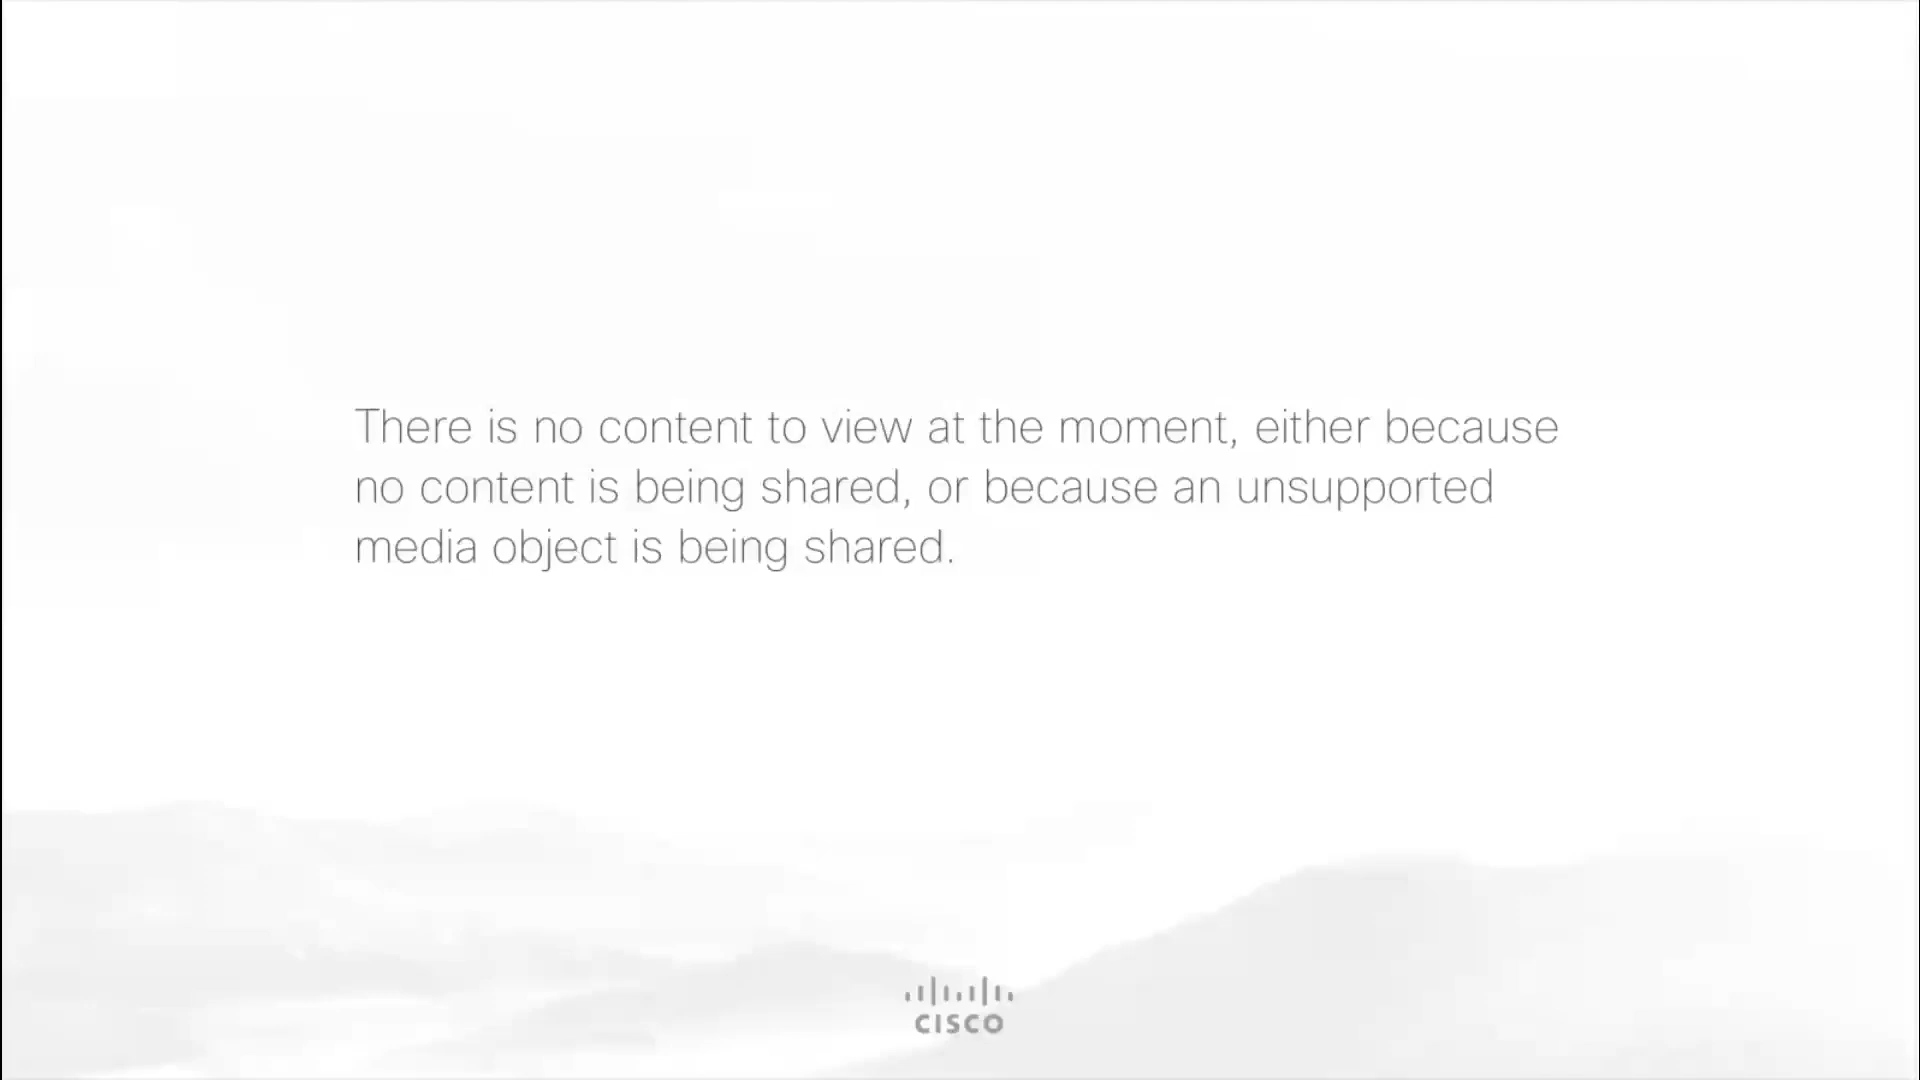 There is no content to view at the moment, either because
no content is being shared, or because an unsupported
media object is being shared.
CISCO